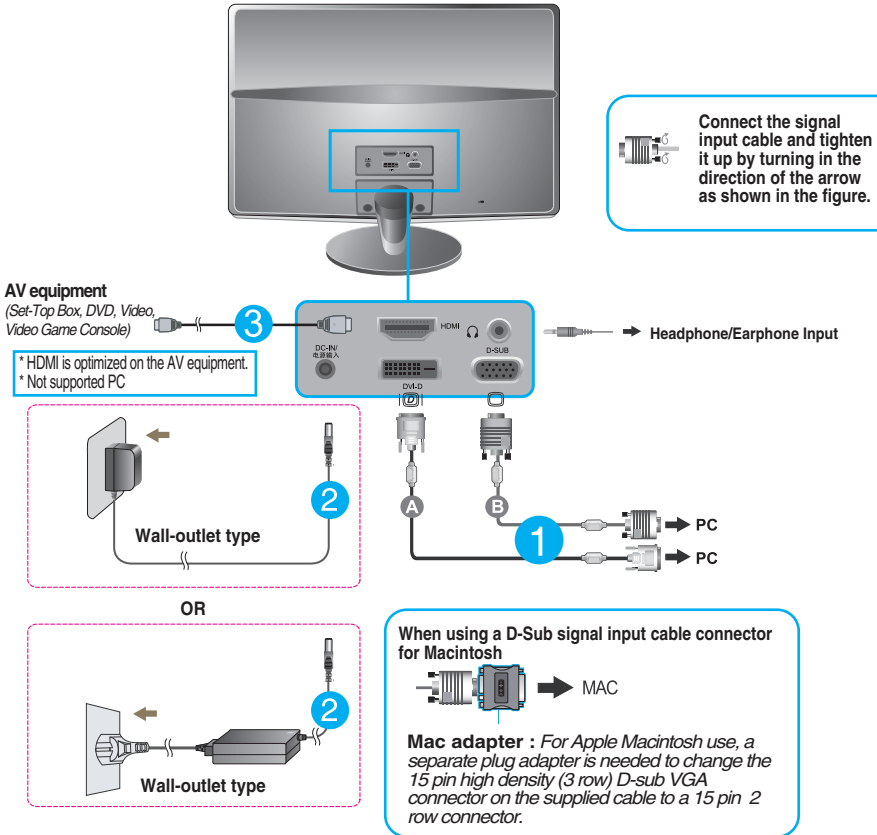 Connect the signal
input cable and tighten
it up by turning in the
direction of the arrow
as shown in the figure.
AV equipment
(Set-Top Box, DVD, Video,
Video Game Console)
3
* HDMI is optimized on the AV equipment.
* Not supported PC
HDMI
DC-IN/
电源输入
D-SUB
DVI-D
D
Headphone/Earphone Input
2
Wall-outlet type
A
B
1
PC
PC
OR
2
Wall-outlet type
When using a D-Sub signal input cable connector
for Macintosh
MAC
Mac adapter : For Apple Macintosh use, a
separate plug adapter is needed to change the
15 pin high density (3 row) D-sub VGA
connector on the supplied cable to a 15 pin 2
row connector.